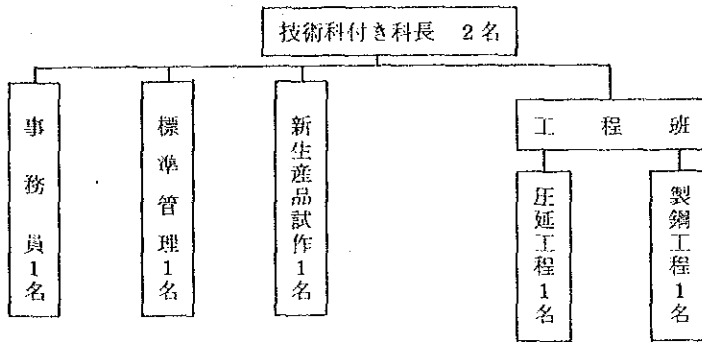 技術科付き科長 2名
事務員1名
標準管理1名
新生産品試作1名
工程班
圧延工程1名
製鋼工程1名